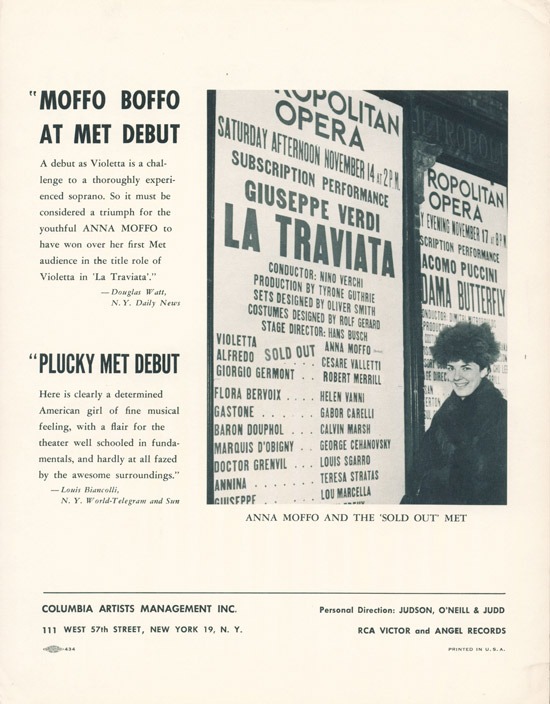 "MOFFO BOFFO
AT MET DEBUT
A debut as Violetta is a chal-
lenge to a thoroughly experi-
enced soprano. So it must be
considered a triumph for the
youthful ANNA MOFFO to
have won over her first Met
audience in the title role of
Violetta in 'La Traviata'."
—Douglas Watt,
N. Y. Daily News
"PLUCKY MET DEBUT
Here is clearly a determined
American girl of fine musical
feeling, with a flair for the
theater well schooled in funda-
mentals, and hardly at all fazed
by the awesome surroundings."
—Louis Biancolli,
N. Y. World-Telegram and Sun
ROPOLITAN
OPERA
SATURDAY AFTERNOON NOVEMBER 14 AT 2 P.M.
SUBSCRIPTION PERFORMANCE
GIUSEPPE VERDI
LA TRAVIATA
CONDUCTOR: NINO VERCHI
PRODUCTION BY TYRONE GUTHRIE
SETS DESIGNED BY OLIVER SMITH
COSTUMES DESIGNED BY ROLF GERARD
STAGE DIRECTOR: HANS BUSCH
VIOLETTA ANNA MOFFO
ALFREDO SOLD OUT CESARE VALLETTI
GIORGIO GERMONT . . ROBERT MERRILL
FLORA BERVOIX . . . . HELEN VANNI
GASTONE . . . . . GABOR CARELLI
BARON DOUPHOL . . . CALVIN MARSH
MARQUIS D'OBIGNY . . GEORGE CEHANOVSKY
DOCTOR GRENVIL . . . LOUIS SGARRO
ANNINA . . . . . TERESA STRATAS
GIUSEPPE . . . . LOU MARCELLA
METROPOL
ROPOLITAN
OPERA
Y EVENING NOVEMBER 17 AT 8 P.M
SCRIPTION PERFORMANCE
ACOMO PUCCINI
DAMA BUTTERFLY
ANNA MOFFO AND THE 'SOLD OUT' MET
COLUMBIA ARTISTS MANAGEMENT INC.
111 WEST 57th STREET, NEW YORK 19, N. Y.
Personal Direction: JUDSON, O'NEILL & JUDD
RCA VICTOR and ANGEL RECORDS
434
PRINTED IN U.S.A.